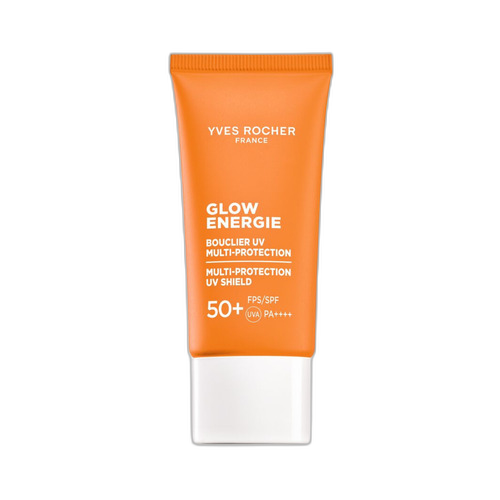 YVES ROCHER
FRANCE
GLOW
ENERGIE
BOUCLIER UV
MULTI-PROTECTION
MULTI-PROTECTION
UV SHIELD
50+ FPS/SPF
UVA PA++++